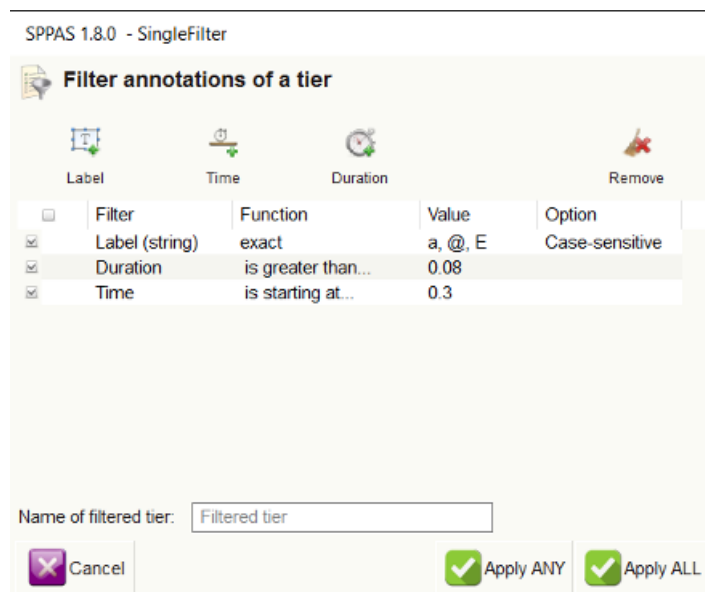 SPPAS 1.8.0 - SingleFilter
Filter annotations of a tier
Label Time Duration Remove
Filter Function Value Option
Label (string) exact a, @, E Case-sensitive
Duration is greater than... 0.08
Time is starting at... 0.3
Name of filtered tier: Filtered tier
Cancel Apply ANY Apply ALL